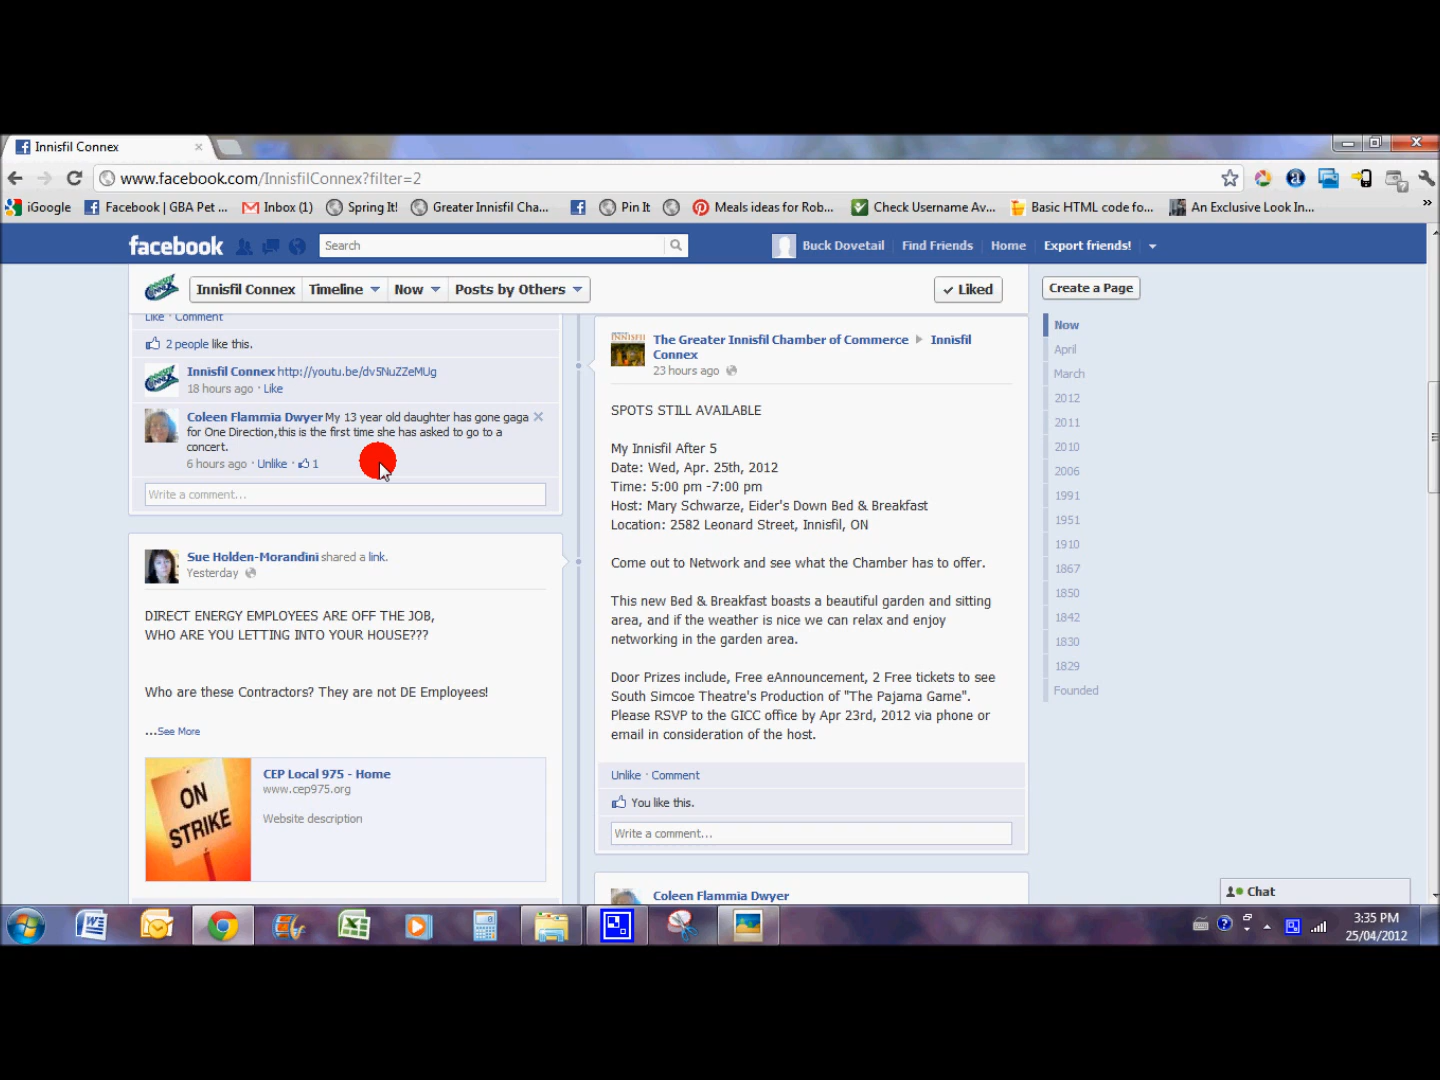 Innisfil Connex
www.facebook.com/InnisfilConnex?filter=2
iGoogle
Facebook | GBA Pet ...
Inbox (1)
Spring It!
Greater Innisfil Cha...
Pin It
Meals ideas for Rob...
Check Username Av...
Basic HTML code fo...
An Exclusive Look In...
»
facebook
Search
Buck Dovetail
Find Friends
Home
Export friends!
Innisfil Connex
Timeline
Now
Posts by Others
Liked
Create a Page
Like · Comment
2 people like this.
Innisfil Connex http://youtu.be/dv5NuZZeMUg
18 hours ago · Like
Coleen Flammia Dwyer My 13 year old daughter has gone gaga
for One Direction,this is the first time she has asked to go to a
concert.
6 hours ago · Unlike · 1
Write a comment...
Sue Holden-Morandini shared a link.
Yesterday
DIRECT ENERGY EMPLOYEES ARE OFF THE JOB,
WHO ARE YOU LETTING INTO YOUR HOUSE???
Who are these Contractors? They are not DE Employees!
...See More
ON
STRIKE
CEP Local 975 - Home
www.cep975.org
Website description
INNISFIL
The Greater Innisfil Chamber of Commerce ▶ Innisfil
Connex
23 hours ago
SPOTS STILL AVAILABLE
My Innisfil After 5
Date: Wed, Apr. 25th, 2012
Time: 5:00 pm -7:00 pm
Host: Mary Schwarze, Eider's Down Bed & Breakfast
Location: 2582 Leonard Street, Innisfil, ON
Come out to Network and see what the Chamber has to offer.
This new Bed & Breakfast boasts a beautiful garden and sitting
area, and if the weather is nice we can relax and enjoy
networking in the garden area.
Door Prizes include, Free eAnnouncement, 2 Free tickets to see
South Simcoe Theatre's Production of "The Pajama Game".
Please RSVP to the GICC office by Apr 23rd, 2012 via phone or
email in consideration of the host.
Unlike · Comment
You like this.
Write a comment...
Coleen Flammia Dwyer
Now
April
March
2012
2011
2010
2006
1991
1951
1910
1867
1850
1842
1830
1829
Founded
Chat
3:35 PM
25/04/2012